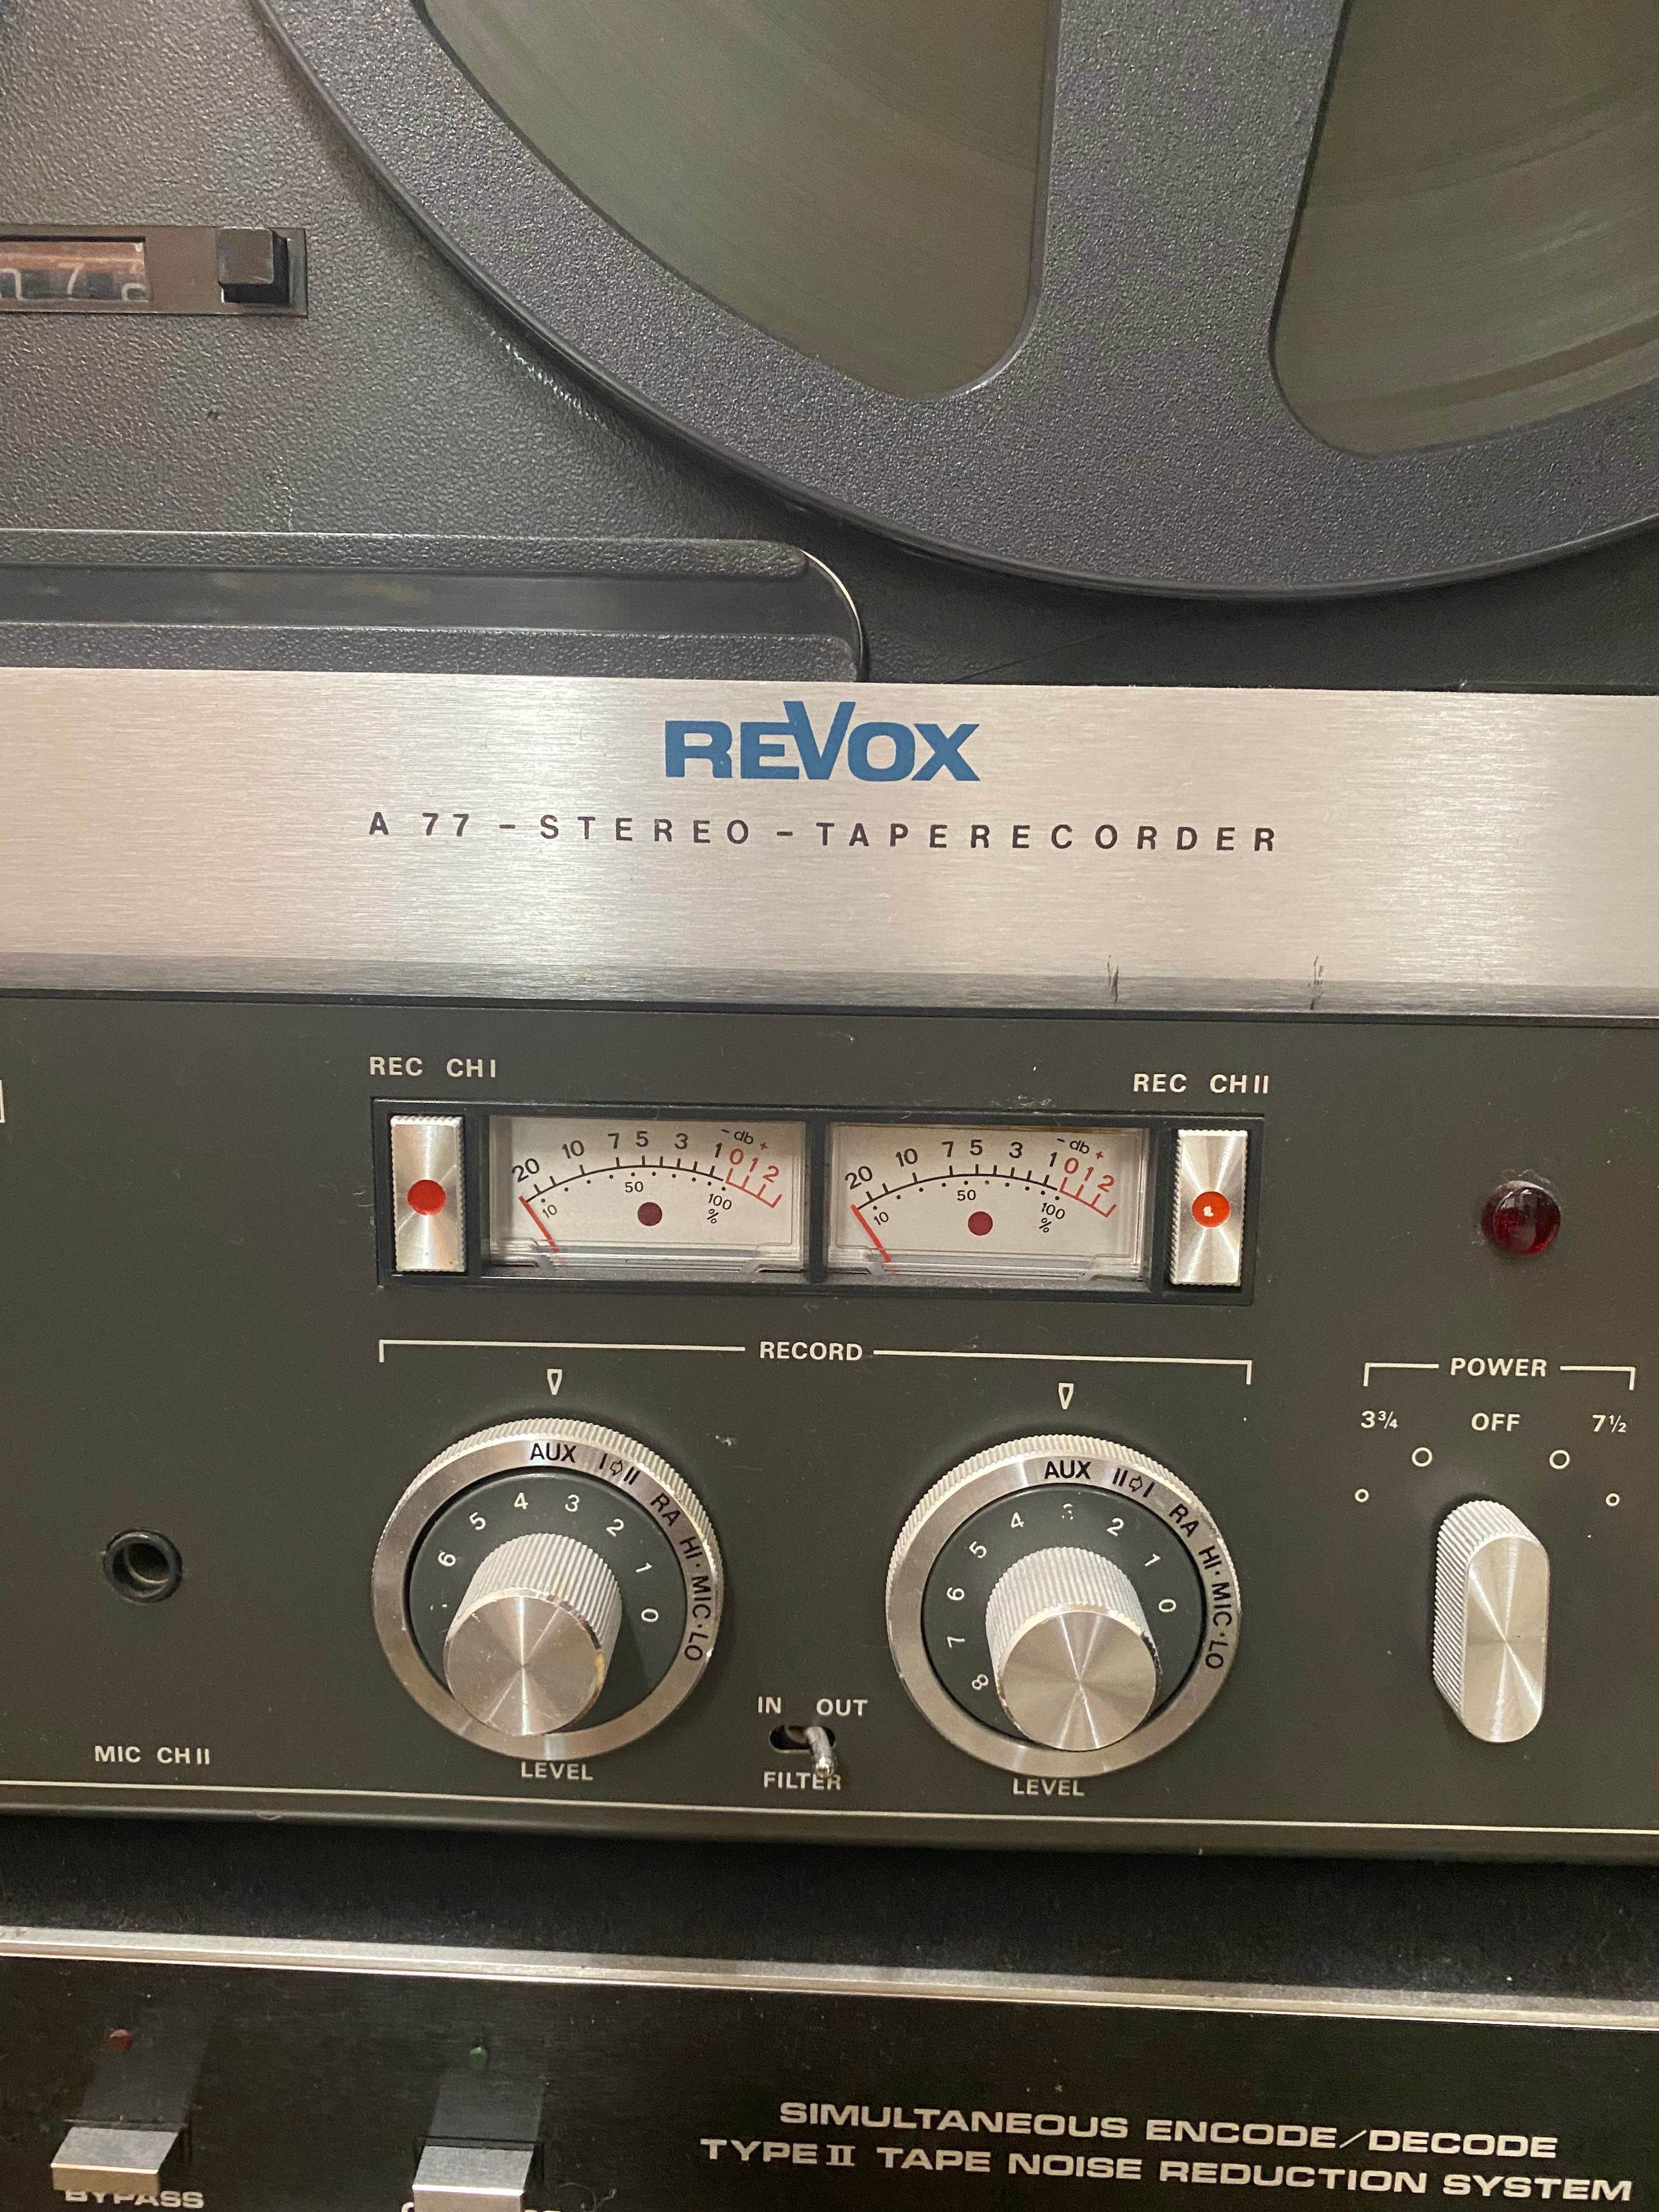 7
REVOX
A 77 - STEREO - TAPERECORDER
REC CH I
REC CH II
20 10 7 5 3 1 0 1 2
- db +
10 50 100
%
20 10 7 5 3 1 0 1 2
- db +
10 50 100
%
RECORD
POWER
3¾ OFF 7½
AUX I⇨II RA HI·MIC·LO
6 5 4 3 2 1 0
AUX II⇨I RA HI·MIC·LO
8 7 6 5 4 3 2 1 0
IN OUT
FILTER
MIC CH II
LEVEL
LEVEL
SIMULTANEOUS ENCODE/DECODE
TYPE II TAPE NOISE REDUCTION SYSTEM
BYPASS